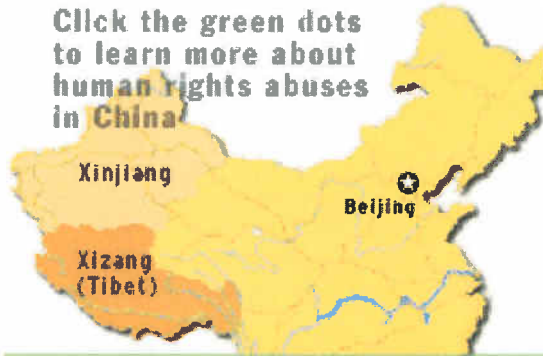 Click the green dots
to learn more about
human rights abuses
in China
Xinjiang
Beijing
Xizang
(Tibet)